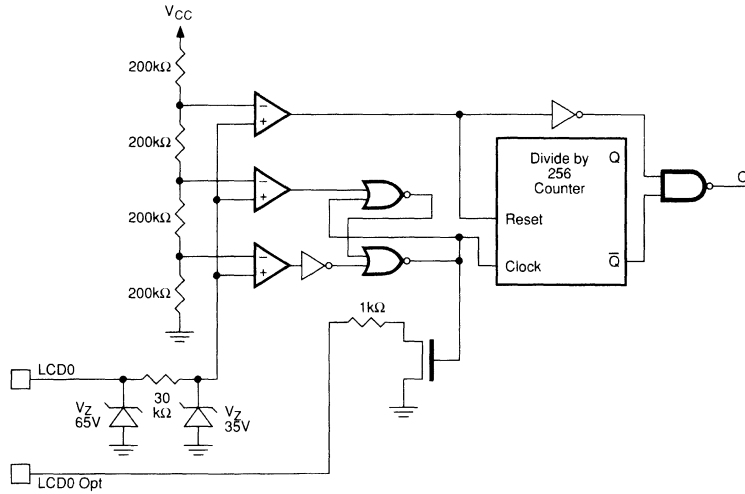 VCC
200kΩ
200kΩ
200kΩ
200kΩ
− +
− +
− +
Divide by
256
Counter
Q
Reset
Clock
Q̅
1kΩ
LCD0
30
kΩ
VZ
65V
VZ
35V
LCD0 Opt